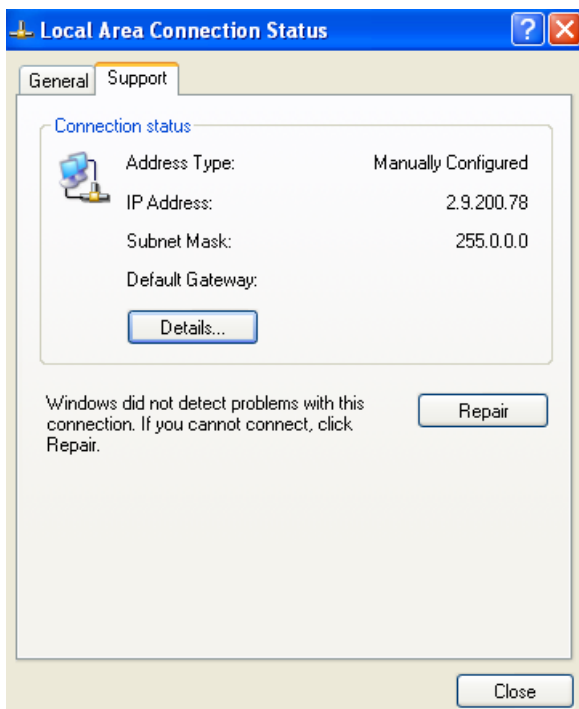 Local Area Connection Status
General Support
Connection status
Address Type: Manually Configured
IP Address: 2.9.200.78
Subnet Mask: 255.0.0.0
Default Gateway:
Details...
Windows did not detect problems with this
connection. If you cannot connect, click
Repair.
Repair
Close